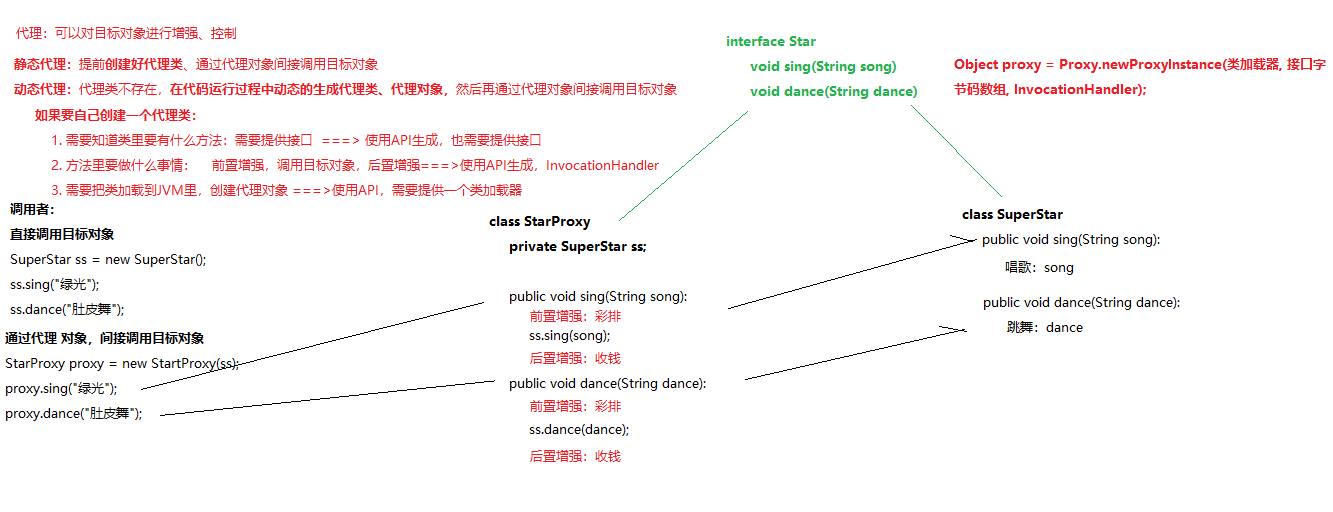 代理：可以对目标对象进行增强、控制
静态代理：提前创建好代理类、通过代理对象间接调用目标对象
动态代理：代理类不存在，在代码运行过程中动态的生成代理类、代理对象，然后再通过代理对象间接调用目标对象
如果要自己创建一个代理类：
1. 需要知道类里要有什么方法：需要提供接口 ===> 使用API生成，也需要提供接口
2. 方法里要做什么事情： 前置增强，调用目标对象，后置增强===>使用API生成，InvocationHandler
3. 需要把类加载到JVM里，创建代理对象 ===>使用API，需要提供一个类加载器
interface Star
void sing(String song)
void dance(String dance)
Object proxy = Proxy.newProxyInstance(类加载器, 接口字
节码数组, InvocationHandler);
调用者：
直接调用目标对象
SuperStar ss = new SuperStar();
ss.sing("绿光");
ss.dance("肚皮舞");
通过代理 对象，间接调用目标对象
StarProxy proxy = new StartProxy(ss);
proxy.sing("绿光");
proxy.dance("肚皮舞");
class StarProxy
private SuperStar ss;
public void sing(String song):
前置增强：彩排
ss.sing(song);
后置增强：收钱
public void dance(String dance):
前置增强：彩排
ss.dance(dance);
后置增强：收钱
class SuperStar
public void sing(String song):
唱歌：song
public void dance(String dance):
跳舞：dance